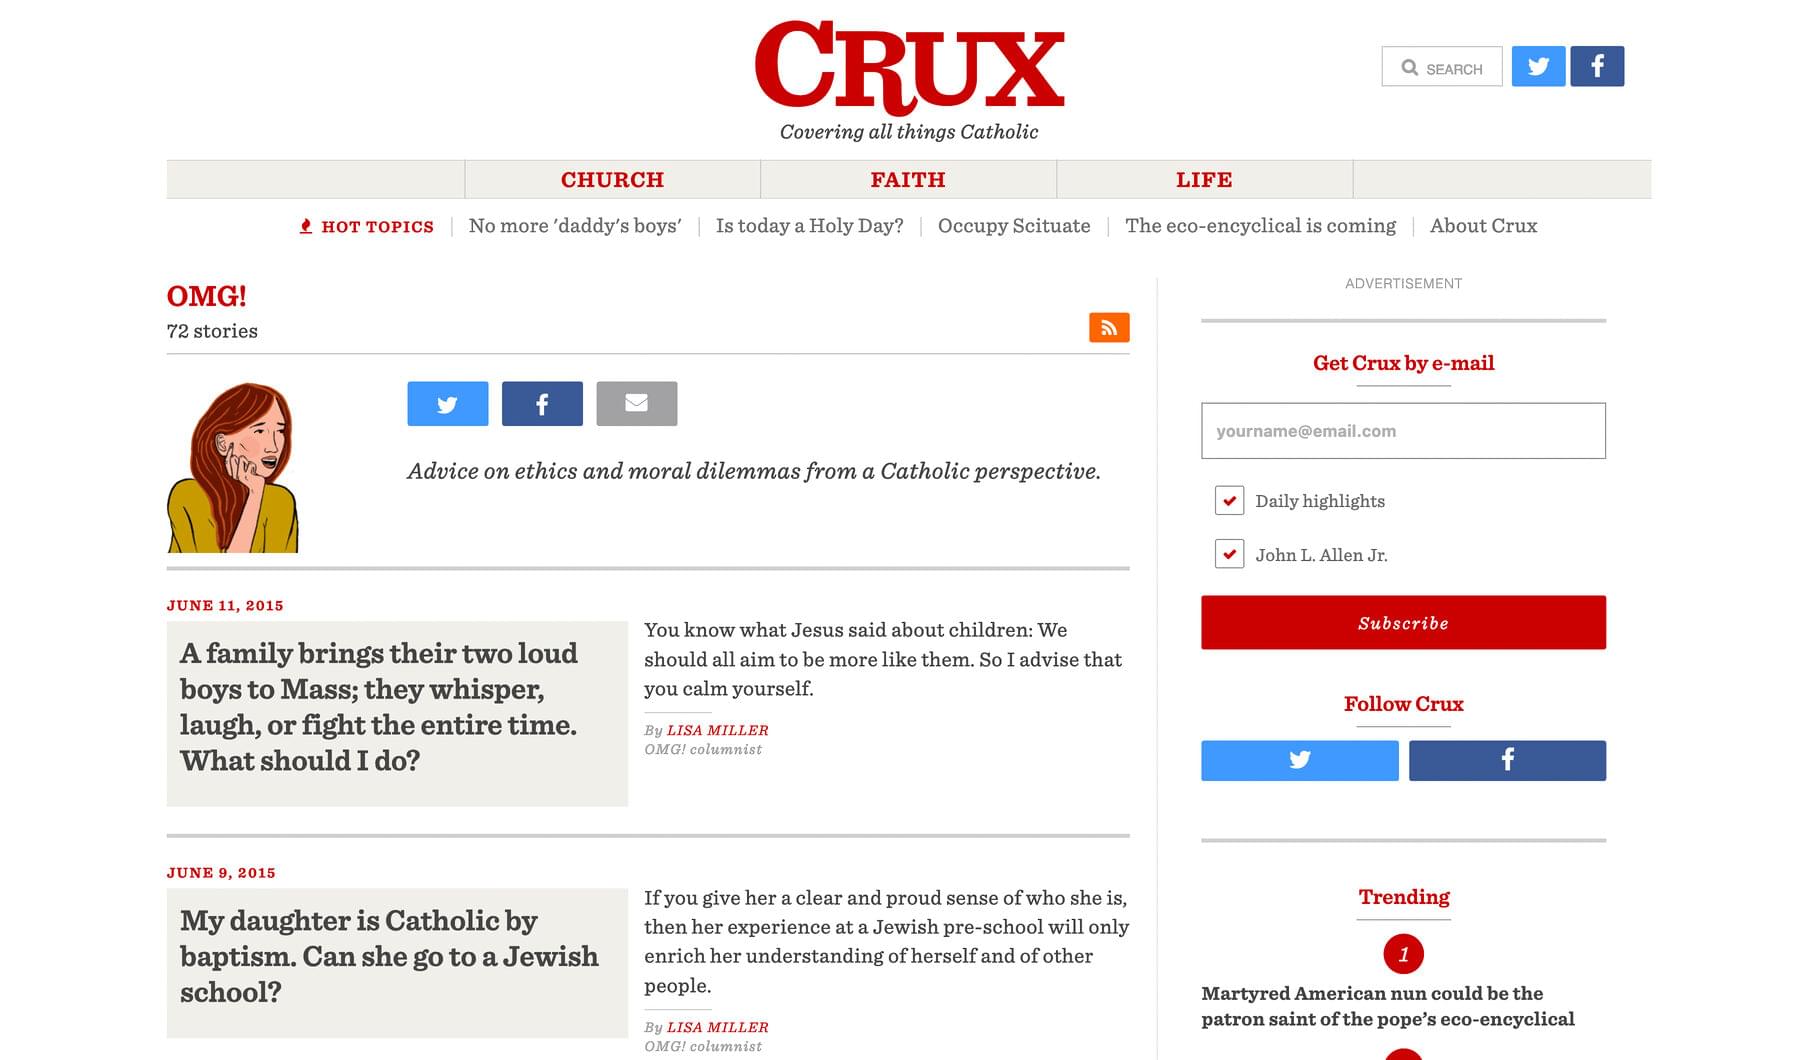 CRUX
Covering all things Catholic
SEARCH
CHURCH
FAITH
LIFE
HOT TOPICS
No more 'daddy's boys'
Is today a Holy Day?
Occupy Scituate
The eco-encyclical is coming
About Crux
OMG!
72 stories
Advice on ethics and moral dilemmas from a Catholic perspective.
JUNE 11, 2015
A family brings their two loud
boys to Mass; they whisper,
laugh, or fight the entire time.
What should I do?
You know what Jesus said about children: We
should all aim to be more like them. So I advise that
you calm yourself.
By LISA MILLER
OMG! columnist
JUNE 9, 2015
My daughter is Catholic by
baptism. Can she go to a Jewish
school?
If you give her a clear and proud sense of who she is,
then her experience at a Jewish pre-school will only
enrich her understanding of herself and of other
people.
By LISA MILLER
OMG! columnist
ADVERTISEMENT
Get Crux by e-mail
yourname@email.com
Daily highlights
John L. Allen Jr.
Subscribe
Follow Crux
Trending
1
Martyred American nun could be the
patron saint of the pope’s eco-encyclical